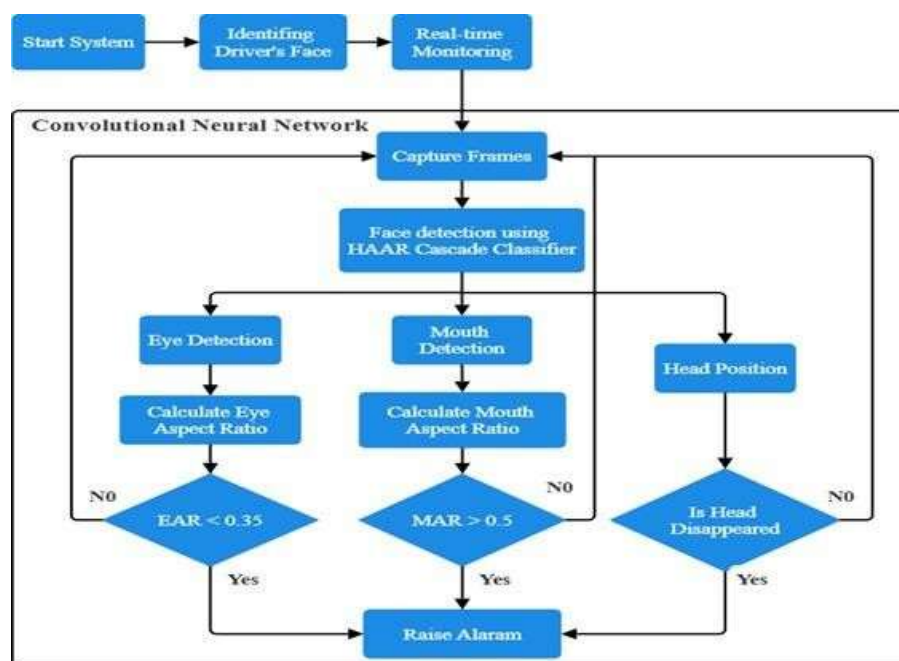 Start System
Identifing
Driver's Face
Real-time
Monitoring
Convolutional Neural Network
Capture Frames
Face detection using
HAAR Cascade Classifier
Eye Detection
Mouth
Detection
Head Position
Calculate Eye
Aspect Ratio
Calculate Mouth
Aspect Ratio
N0
EAR < 0.35
N0
MAR > 0.5
N0
Is Head
Disappeared
Yes
Yes
Yes
Raise Alaram